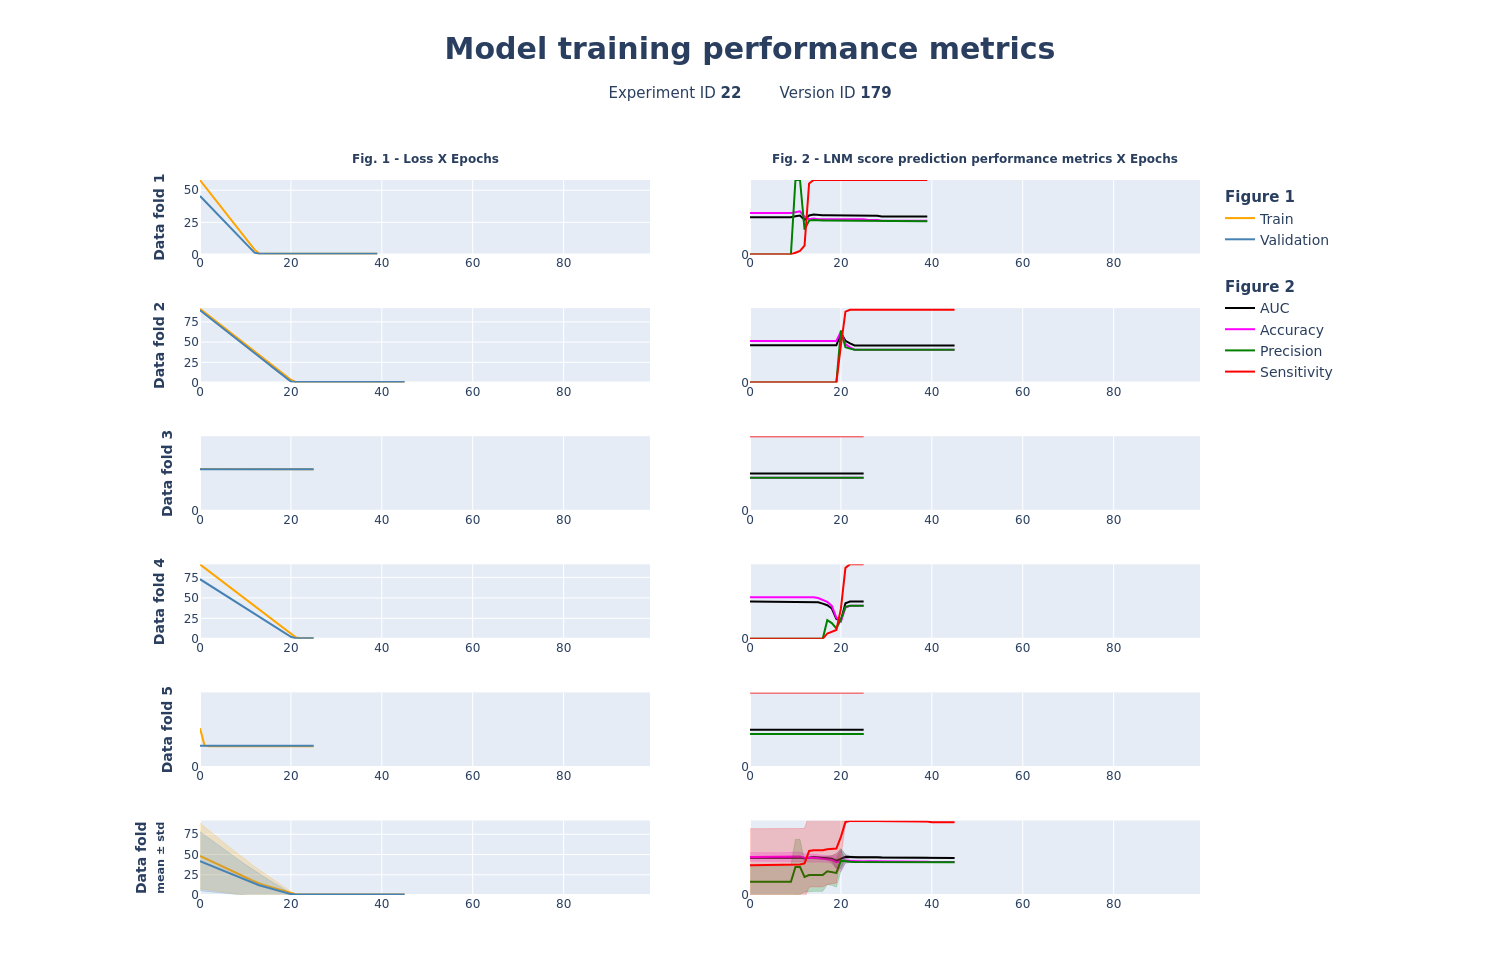 Model training performance metrics
Experiment ID 22 Version ID 179
Fig. 1 - Loss X Epochs
Fig. 2 - LNM score prediction performance metrics X Epochs
Data fold 1
50
25
0
0 20 40 60 80
0
0 20 40 60 80
Figure 1
Train
Validation
Figure 2
AUC
Accuracy
Precision
Sensitivity
Data fold 2
75
50
25
0
0 20 40 60 80
0
0 20 40 60 80
Data fold 3
0
0 20 40 60 80
0
0 20 40 60 80
Data fold 4
75
50
25
0
0 20 40 60 80
0
0 20 40 60 80
Data fold 5
0
0 20 40 60 80
0
0 20 40 60 80
Data fold
mean ± std
75
50
25
0
0 20 40 60 80
0
0 20 40 60 80